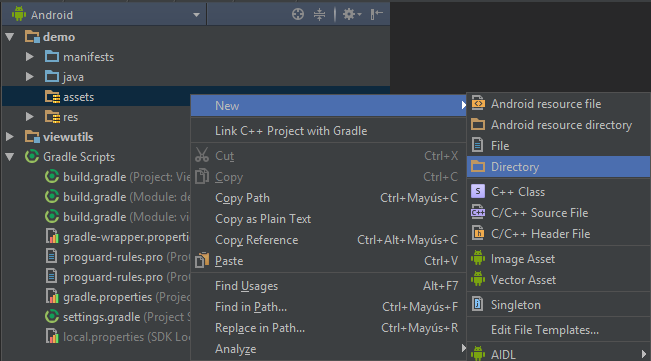 Android
demo
manifests
java
assets
res
viewutils
Gradle Scripts
build.gradle (Project: Vie
build.gradle (Module: de
build.gradle (Module: vi
gradle-wrapper.propertie
proguard-rules.pro (ProG
proguard-rules.pro (ProG
gradle.properties (Project
settings.gradle (Project S
local.properties (SDK Loc
New
Link C++ Project with Gradle
Cut Ctrl+X
Copy Ctrl+C
Copy Path Ctrl+Mayús+C
Copy as Plain Text
Copy Reference Ctrl+Alt+Mayús+C
Paste Ctrl+V
Find Usages Alt+F7
Find in Path... Ctrl+Mayús+F
Replace in Path... Ctrl+Mayús+R
Analyze
Android resource file
Android resource directory
File
Directory
C++ Class
C/C++ Source File
C/C++ Header File
Image Asset
Vector Asset
Singleton
Edit File Templates...
AIDL